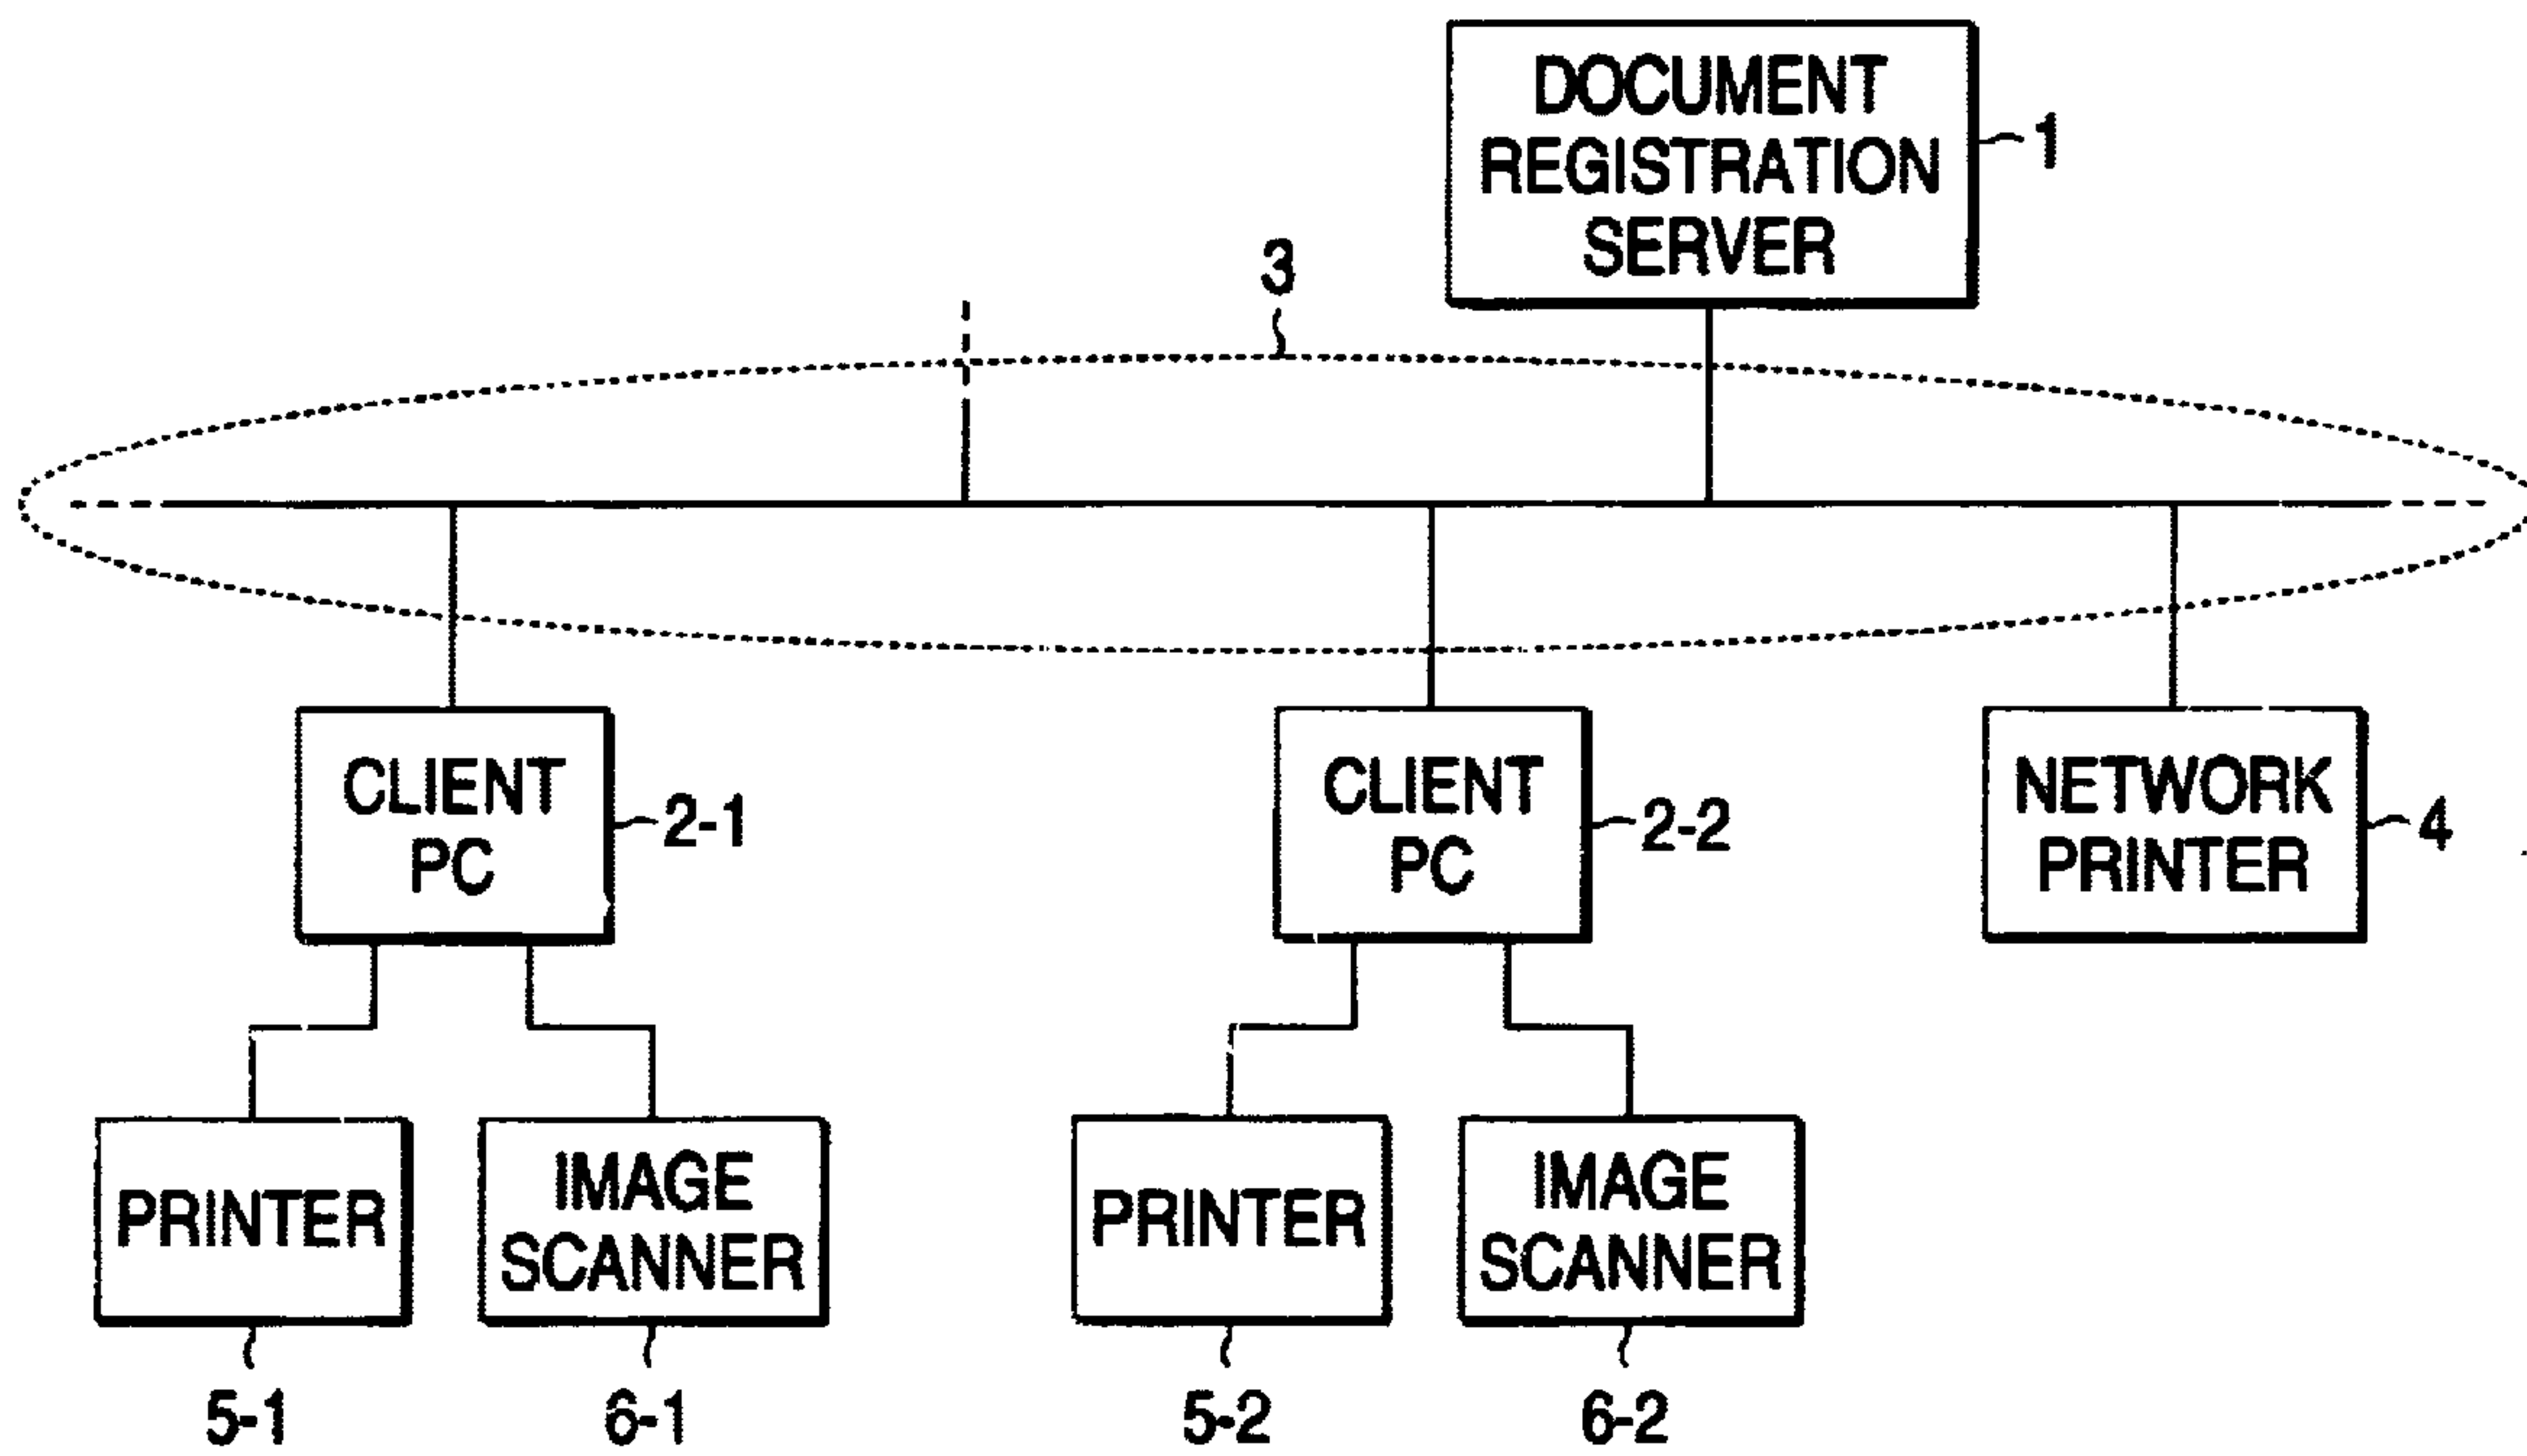 DOCUMENT
REGISTRATION
SERVER
1
3
CLIENT
PC
2-1
CLIENT
PC
2-2
NETWORK
PRINTER
4
PRINTER
IMAGE
SCANNER
PRINTER
IMAGE
SCANNER
5-1
6-1
5-2
6-2